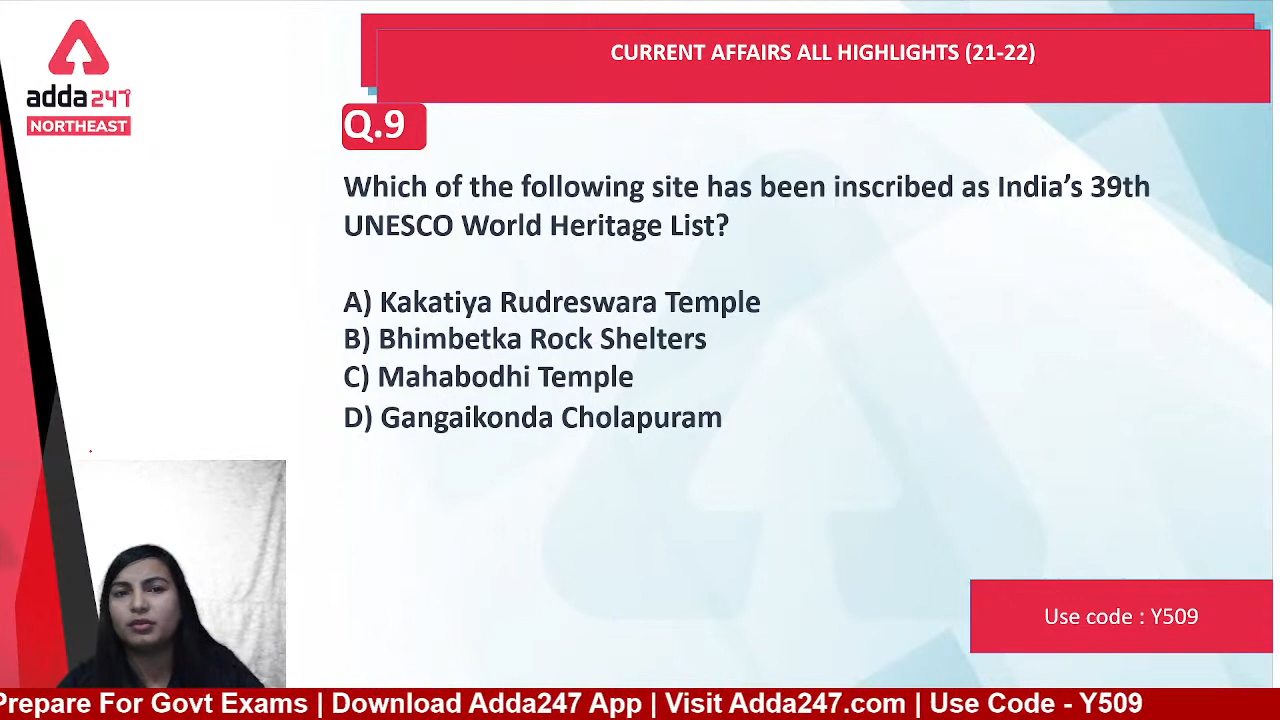 adda247
NORTHEAST
CURRENT AFFAIRS ALL HIGHLIGHTS (21-22)
Q.9
Which of the following site has been inscribed as India’s 39th
UNESCO World Heritage List?
A) Kakatiya Rudreswara Temple
B) Bhimbetka Rock Shelters
C) Mahabodhi Temple
D) Gangaikonda Cholapuram
Use code : Y509
Prepare For Govt Exams | Download Adda247 App | Visit Adda247.com | Use Code - Y509